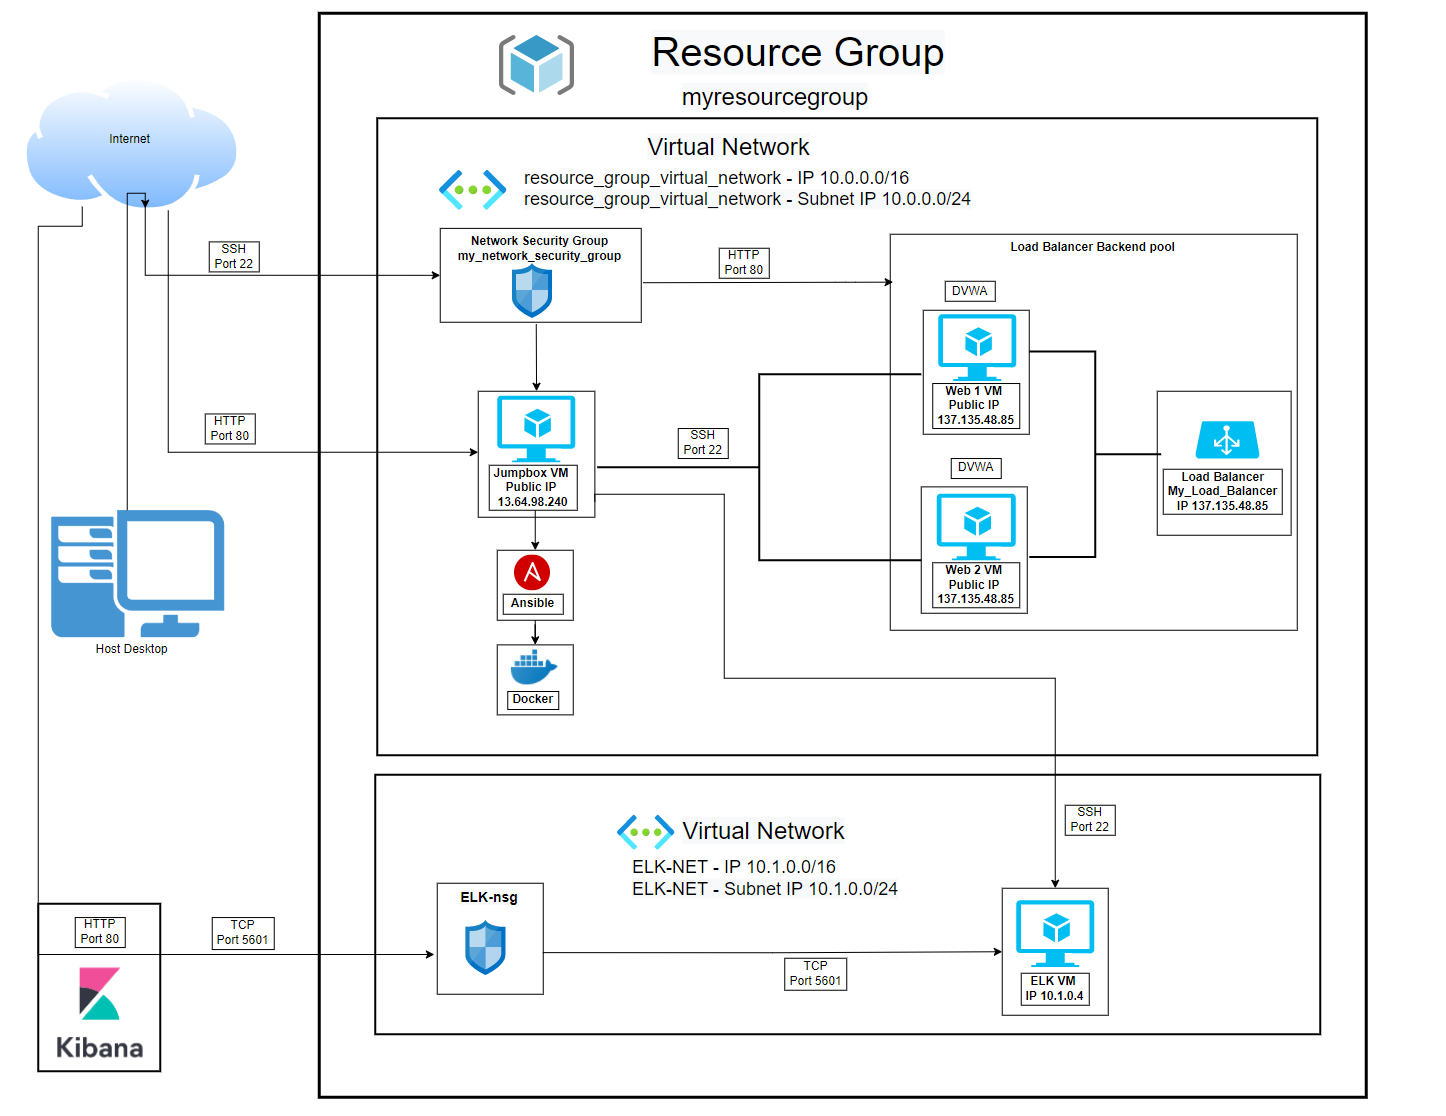 Resource Group
myresourcegroup
Internet
Virtual Network
resource_group_virtual_network - IP 10.0.0.0/16
resource_group_virtual_network - Subnet IP 10.0.0.0/24
SSH
Port 22
Network Security Group
my_network_security_group
HTTP
Port 80
Load Balancer Backend pool
DVWA
Web 1 VM
Public IP
137.135.48.85
HTTP
Port 80
SSH
Port 22
Jumpbox VM
Public IP
13.64.98.240
DVWA
Web 2 VM
Public IP
137.135.48.85
Load Balancer
My_Load_Balancer
IP 137.135.48.85
Ansible
Docker
Host Desktop
SSH
Port 22
Virtual Network
ELK-NET - IP 10.1.0.0/16
ELK-NET - Subnet IP 10.1.0.0/24
ELK-nsg
HTTP
Port 80
TCP
Port 5601
TCP
Port 5601
ELK VM
IP 10.1.0.4
Kibana